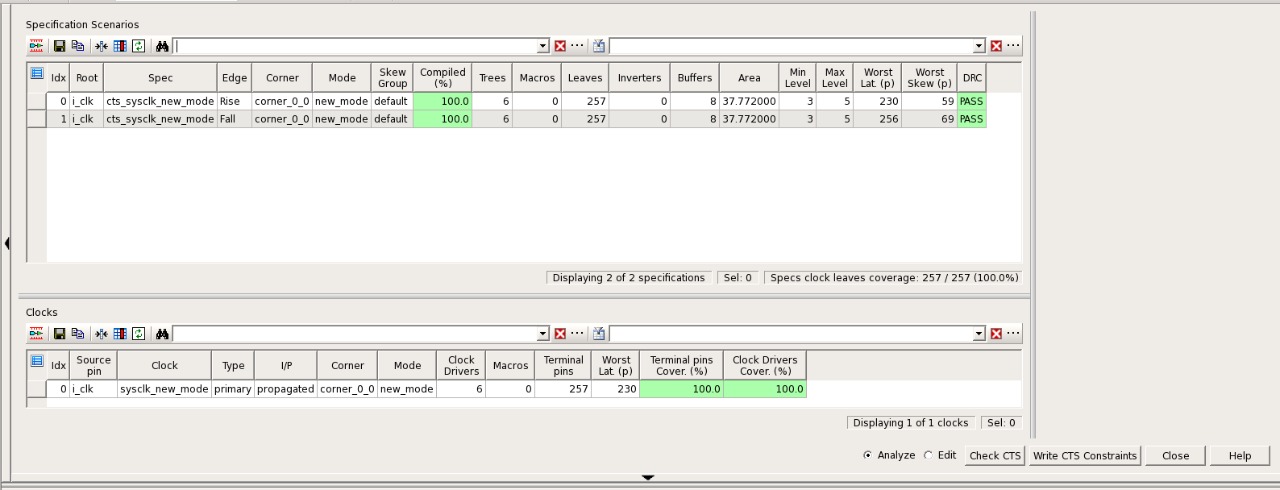 Specification Scenarios
Idx Root Spec Edge Corner Mode Skew Group Compiled (%) Trees Macros Leaves Inverters Buffers Area Min Level Max Level Worst Lat. (p) Worst Skew (p) DRC
0 i_clk cts_sysclk_new_mode Rise corner_0_0 new_mode default 100.0 6 0 257 0 8 37.772000 3 5 230 59 PASS
1 i_clk cts_sysclk_new_mode Fall corner_0_0 new_mode default 100.0 6 0 257 0 8 37.772000 3 5 256 69 PASS
Displaying 2 of 2 specifications Sel: 0 Specs clock leaves coverage: 257 / 257 (100.0%)
Clocks
Idx Source pin Clock Type I/P Corner Mode Clock Drivers Macros Terminal pins Worst Lat. (p) Terminal pins Cover. (%) Clock Drivers Cover. (%)
0 i_clk sysclk_new_mode primary propagated corner_0_0 new_mode 6 0 257 230 100.0 100.0
Displaying 1 of 1 clocks Sel: 0
Analyze Edit Check CTS Write CTS Constraints Close Help